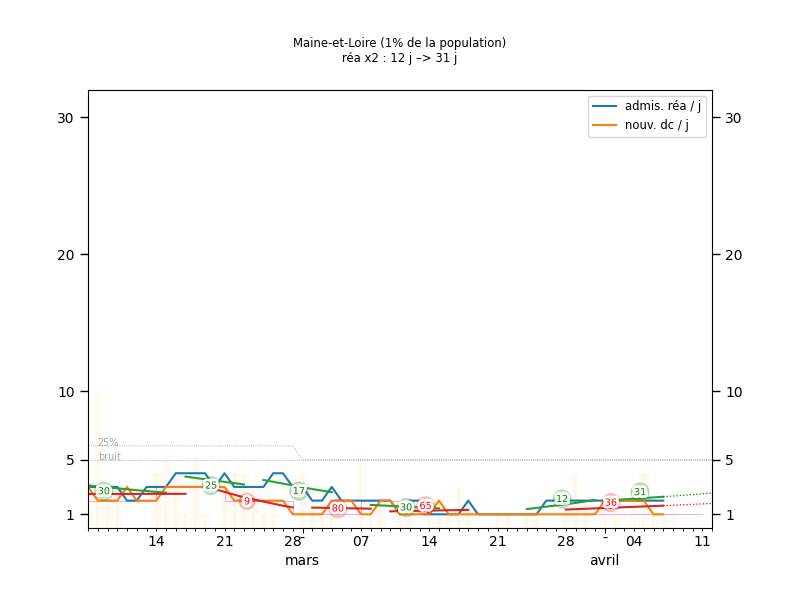 Maine-et-Loire (1% de la population)
réa x2 : 12 j –> 31 j
admis. réa / j
nouv. dc / j
30 30
20 20
10 10
5 5
1 1
25%
bruit
30 25 9 17 80 30 65 12 36 31
14 21 28 - 07 14 21 28 - 04 11
mars avril